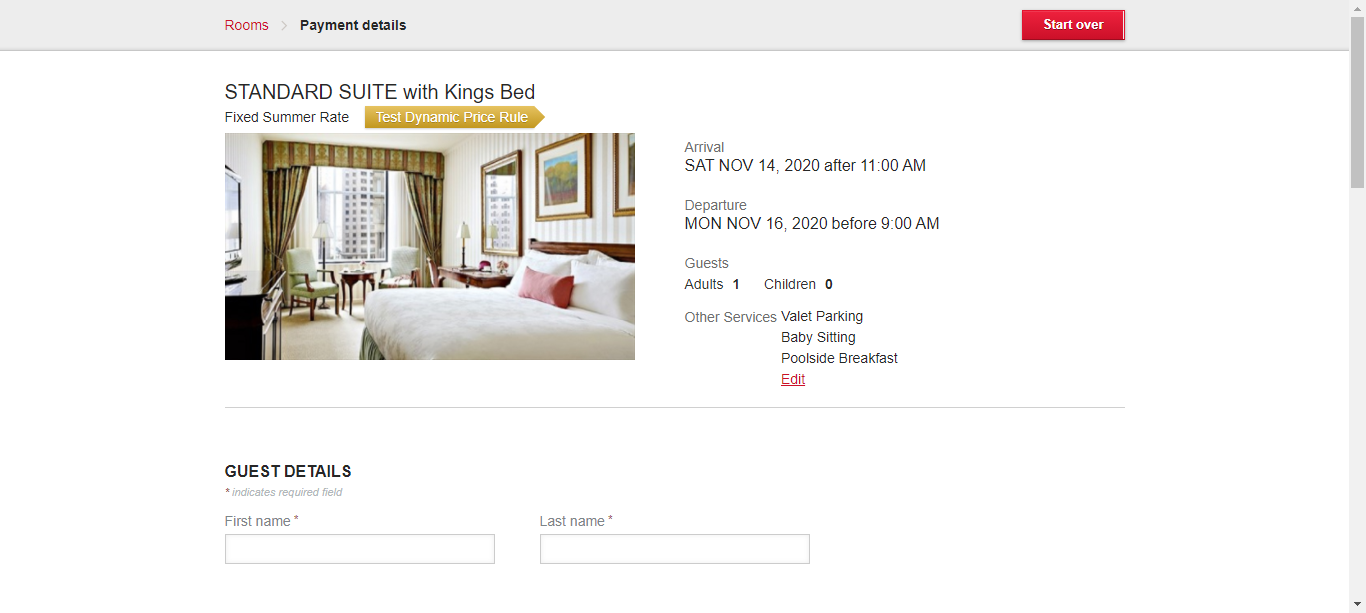 Rooms > Payment details
Start over
STANDARD SUITE with Kings Bed
Fixed Summer Rate
Test Dynamic Price Rule
Arrival
SAT NOV 14, 2020 after 11:00 AM
Departure
MON NOV 16, 2020 before 9:00 AM
Guests
Adults 1 Children 0
Other Services Valet Parking
Baby Sitting
Poolside Breakfast
Edit
GUEST DETAILS
* indicates required field
First name *
Last name *